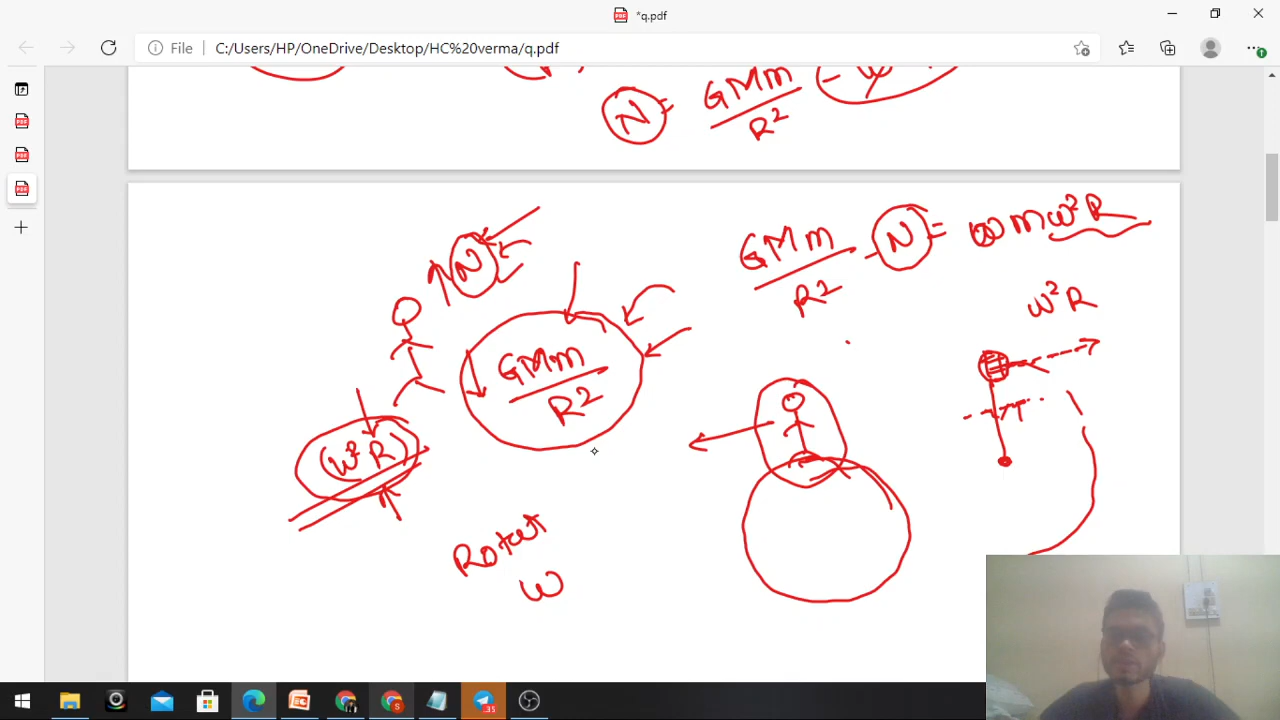 *q.pdf
File C:/Users/HP/OneDrive/Desktop/HC%20verma/q.pdf
N = GMm/R² - ω
N
GMm/R² - N = mω²R
ω²R
GMm/R²
(ω²R)
Rotat
ω